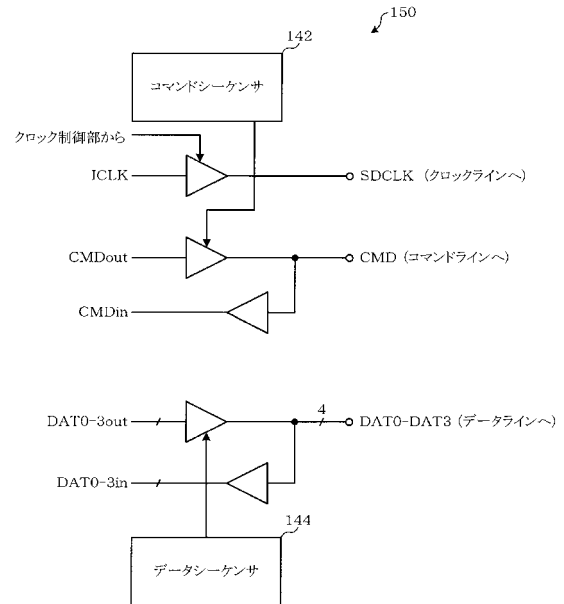 150
142
コマンドシーケンサ
クロック制御部から
ICLK
SDCLK (クロックラインへ)
CMDout
CMD (コマンドラインへ)
CMDin
DAT0-3out
4
DAT0-DAT3 (データラインへ)
DAT0-3in
144
データシーケンサ